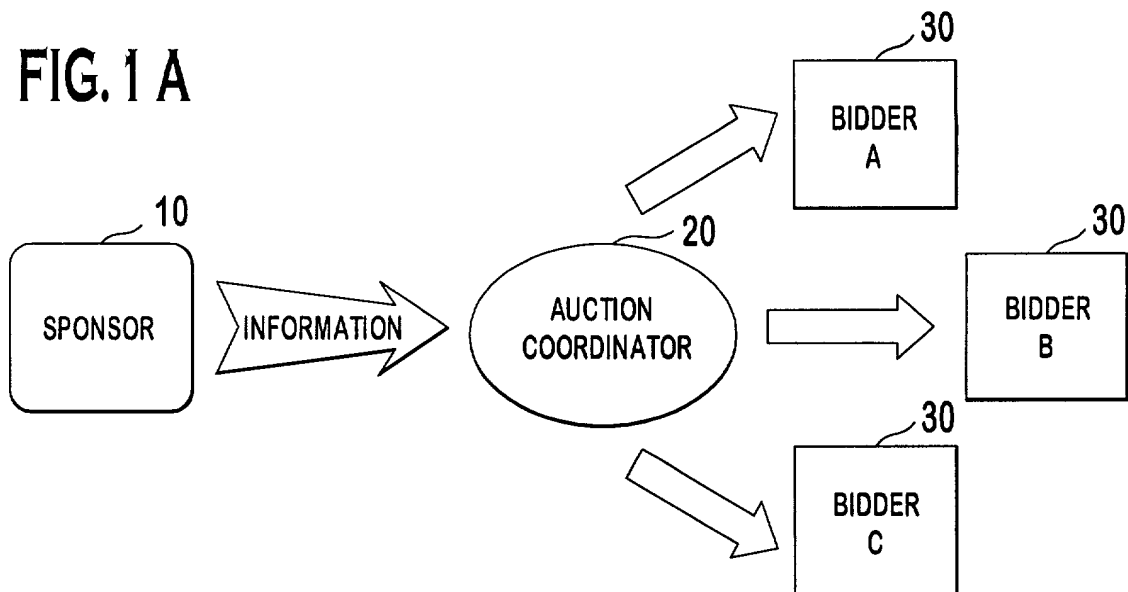 FIG. 1 A
30
BIDDER
A
10
SPONSOR
INFORMATION
20
AUCTION
COORDINATOR
30
BIDDER
B
30
BIDDER
C